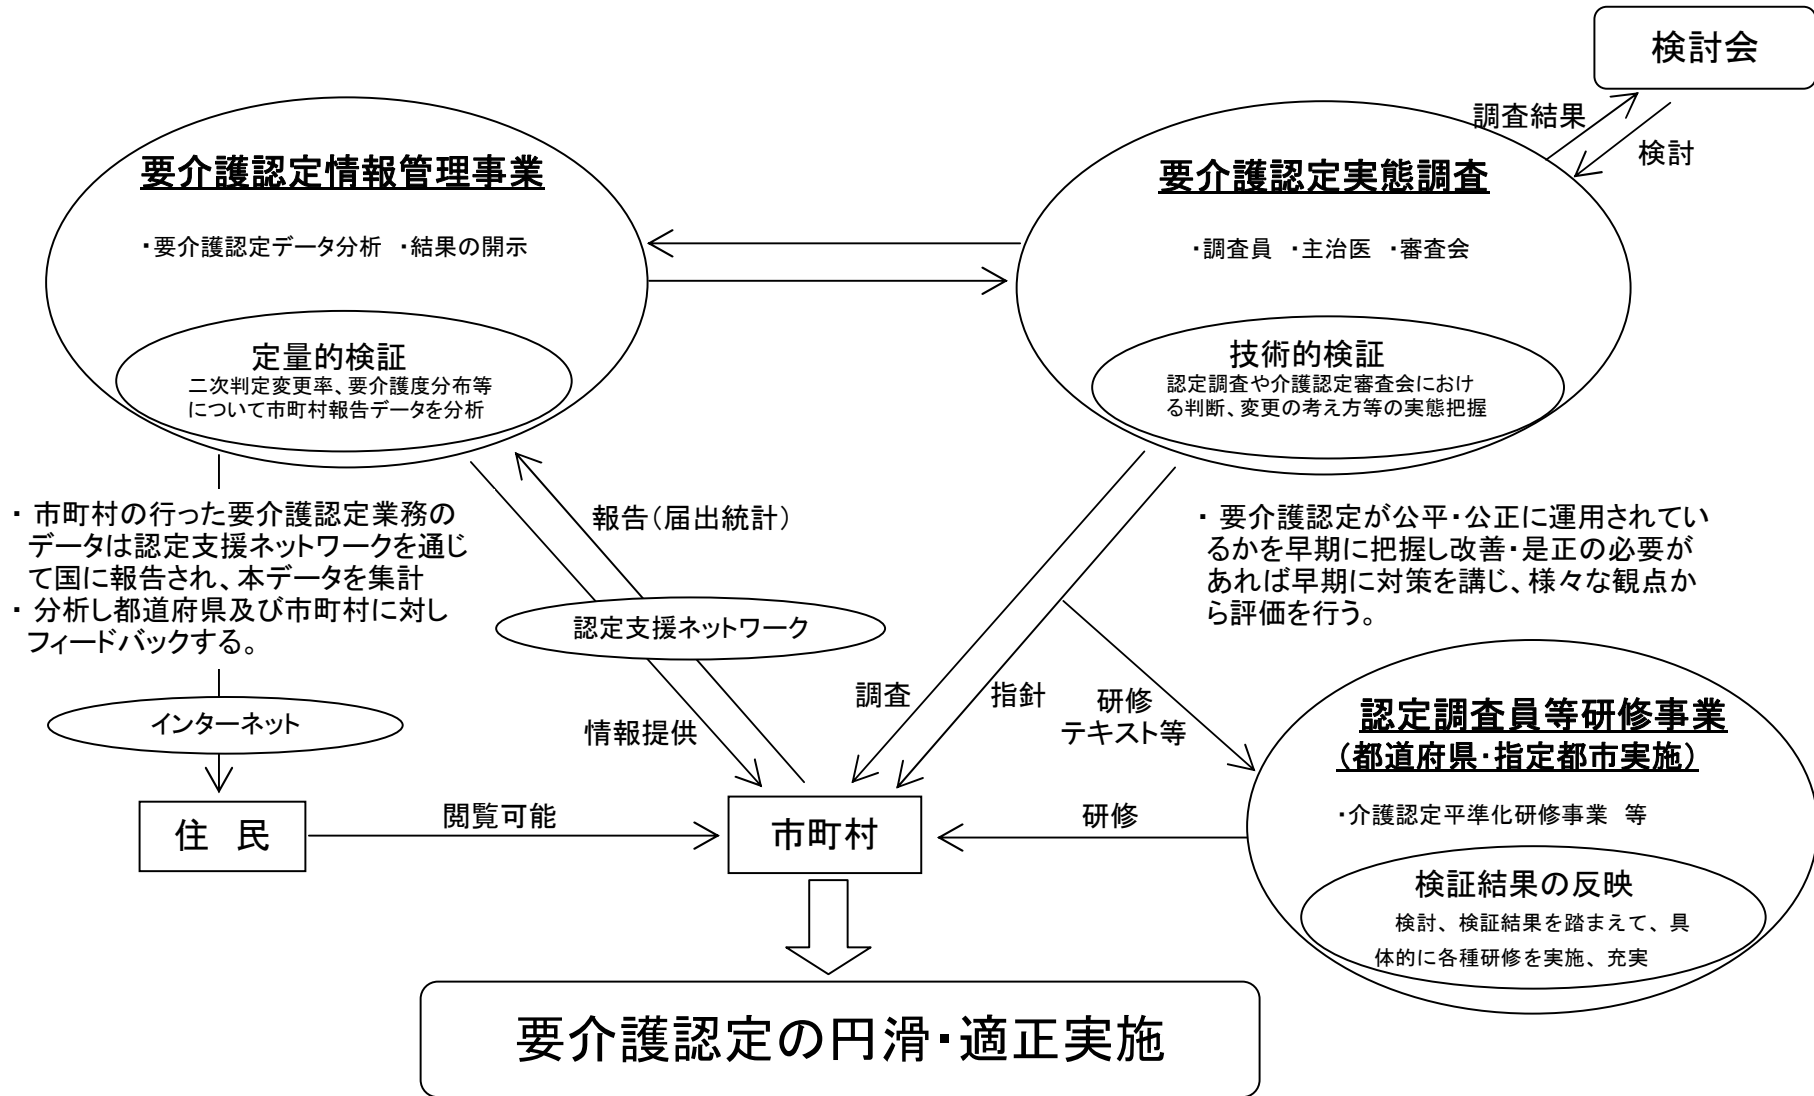 検討会
調査結果
検討
要介護認定情報管理事業
・要介護認定データ分析 ・結果の開示
定量的検証
二次判定変更率、要介護度分布等
について市町村報告データを分析
要介護認定実態調査
・調査員 ・主治医 ・審査会
技術的検証
認定調査や介護認定審査会におけ
る判断、変更の考え方等の実態把握
・ 市町村の行った要介護認定業務の
データは認定支援ネットワークを通じ
て国に報告され、本データを集計
・ 分析し都道府県及び市町村に対し
フィードバックする。
報告（届出統計）
認定支援ネットワーク
情報提供
・ 要介護認定が公平・公正に運用されてい
るかを早期に把握し改善・是正の必要が
あれば早期に対策を講じ、様々な観点か
ら評価を行う。
調査
指針
研修
テキスト等
インターネット
認定調査員等研修事業
（都道府県・指定都市実施）
・介護認定平準化研修事業 等
検証結果の反映
検討、検証結果を踏まえて、具
体的に各種研修を実施、充実
住 民
閲覧可能
市町村
研修
要介護認定の円滑・適正実施